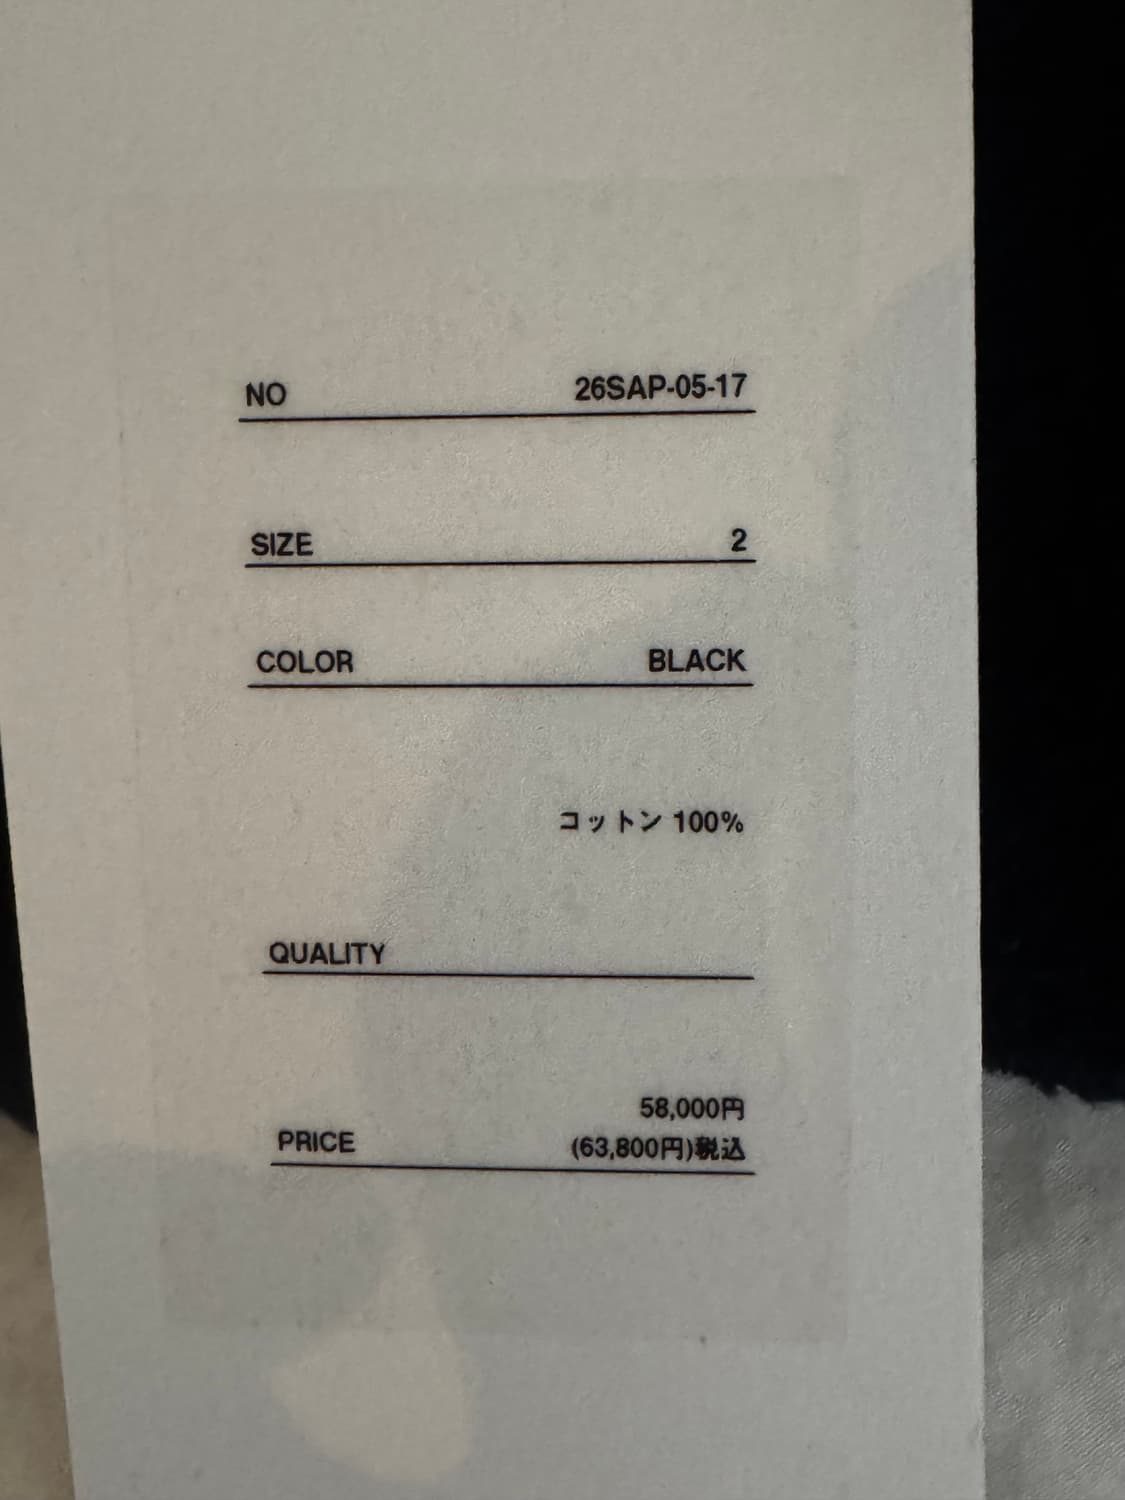 NO 26SAP-05-17
SIZE 2
COLOR BLACK
コットン 100%
QUALITY
58,000円
PRICE (63,800円)税込